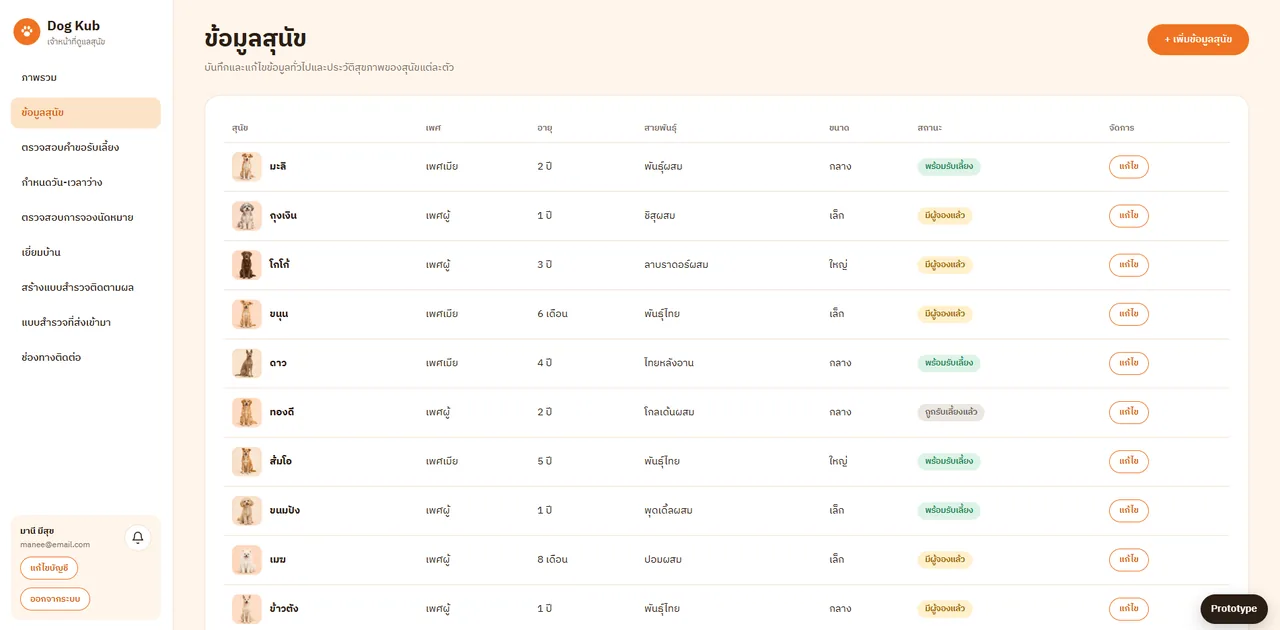 Dog Kub
เจ้าหน้าที่ดูแลสุนัข
ภาพรวม
ข้อมูลสุนัข
ตรวจสอบคำขอรับเลี้ยง
กำหนดวัน-เวลาว่าง
ตรวจสอบการจองนัดหมาย
เยี่ยมบ้าน
สร้างแบบสำรวจติดตามผล
แบบสำรวจที่ส่งเข้ามา
ช่องทางติดต่อ
มานี มีสุข
manee@email.com
แก้ไขบัญชี
ออกจากระบบ
ข้อมูลสุนัข
บันทึกและแก้ไขข้อมูลทั่วไปและประวัติสุขภาพของสุนัขแต่ละตัว
+ เพิ่มข้อมูลสุนัข
สุนัข เพศ อายุ สายพันธุ์ ขนาด สถานะ จัดการ
มะลิ เพศเมีย 2 ปี พันธุ์ผสม กลาง พร้อมรับเลี้ยง แก้ไข
ถุงเงิน เพศผู้ 1 ปี ชิสุผสม เล็ก มีผู้จองแล้ว แก้ไข
โกโก้ เพศผู้ 3 ปี ลาบราดอร์ผสม ใหญ่ มีผู้จองแล้ว แก้ไข
ขนุน เพศเมีย 6 เดือน พันธุ์ไทย เล็ก มีผู้จองแล้ว แก้ไข
ดาว เพศเมีย 4 ปี ไทยหลังอาน กลาง พร้อมรับเลี้ยง แก้ไข
ทองดี เพศผู้ 2 ปี โกลเด้นผสม กลาง ถูกรับเลี้ยงแล้ว แก้ไข
ส้มโอ เพศเมีย 5 ปี พันธุ์ไทย ใหญ่ พร้อมรับเลี้ยง แก้ไข
ขนมปัง เพศผู้ 1 ปี พุดเดิ้ลผสม เล็ก พร้อมรับเลี้ยง แก้ไข
เมฆ เพศผู้ 8 เดือน ปอมผสม เล็ก มีผู้จองแล้ว แก้ไข
ข้าวตัง เพศผู้ 1 ปี พันธุ์ไทย กลาง มีผู้จองแล้ว แก้ไข
Prototype